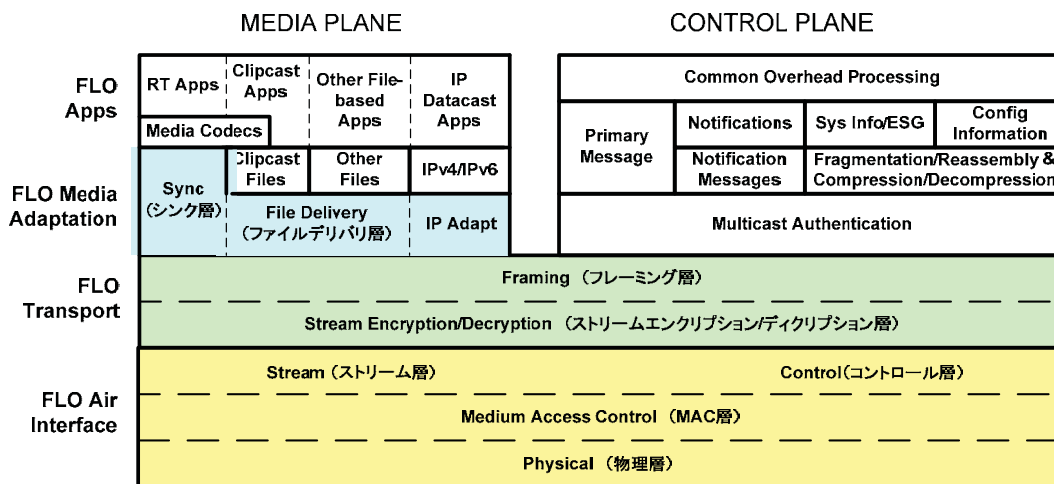 MEDIA PLANE
CONTROL PLANE
FLO
Apps
RT Apps
Clipcast
Apps
Other File-
based
Apps
IP
Datacast
Apps
Media Codecs
Common Overhead Processing
Primary
Message
Notifications
Sys Info/ESG
Config
Information
FLO Media
Adaptation
Sync
(シンク層)
Clipcast
Files
Other
Files
IPv4/IPv6
File Delivery
(ファイルデリバリ層)
IP Adapt
Notification
Messages
Fragmentation/Reassembly &
Compression/Decompression
Multicast Authentication
FLO
Transport
Framing (フレーミング層)
Stream Encryption/Decryption (ストリームエンクリプション/ディクリプション層)
FLO Air
Interface
Stream (ストリーム層)
Control(コントロール層)
Medium Access Control (MAC層)
Physical (物理層)